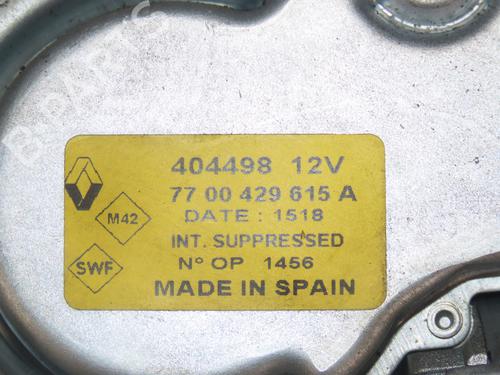 B-PARTS
404498 12V
77 00 429 615 A
DATE : 1518
M42
INT. SUPPRESSED
SWF
N° OP 1456
MADE IN SPAIN